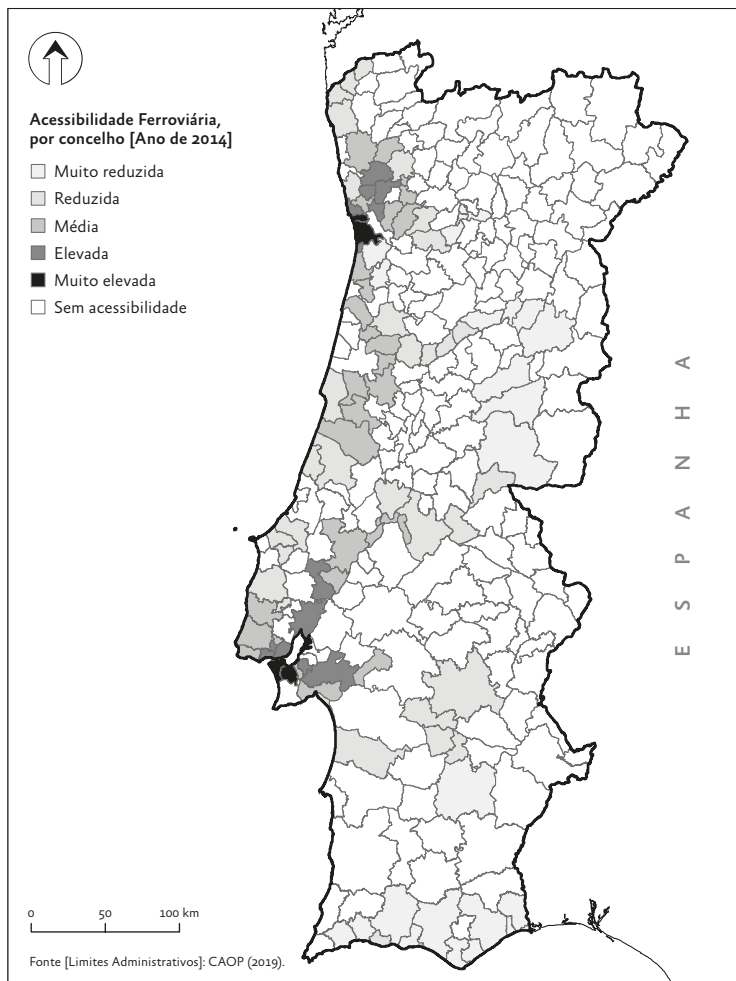 Acessibilidade Ferroviária,
por concelho [Ano de 2014]
Muito reduzida
Reduzida
Média
Elevada
Muito elevada
Sem acessibilidade
ESPANHA
0 50 100 km
Fonte [Limites Administrativos]: CAOP (2019).